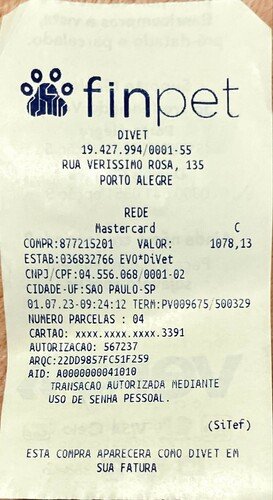 finpet
DIVET
19.427.994/0001-55
RUA VERISSIMO ROSA, 135
PORTO ALEGRE
REDE
Mastercard C
COMPR:877215201 VALOR: 1078,13
ESTAB:036832766 EVO*DiVet
CNPJ/CPF:04.556.068/0001-02
CIDADE-UF:SAO PAULO-SP
01.07.23-09:24:12 TERM:PV009675/500329
NUMERO PARCELAS : 04
CARTAO: xxxx.xxxx.xxxx.3391
AUTORIZACAO: 567237
ARQC:22DD9857FC51F259
AID: A0000000041010
TRANSACAO AUTORIZADA MEDIANTE
USO DE SENHA PESSOAL.
(SiTef)
ESTA COMPRA APARECERA COMO DIVET EM
SUA FATURA